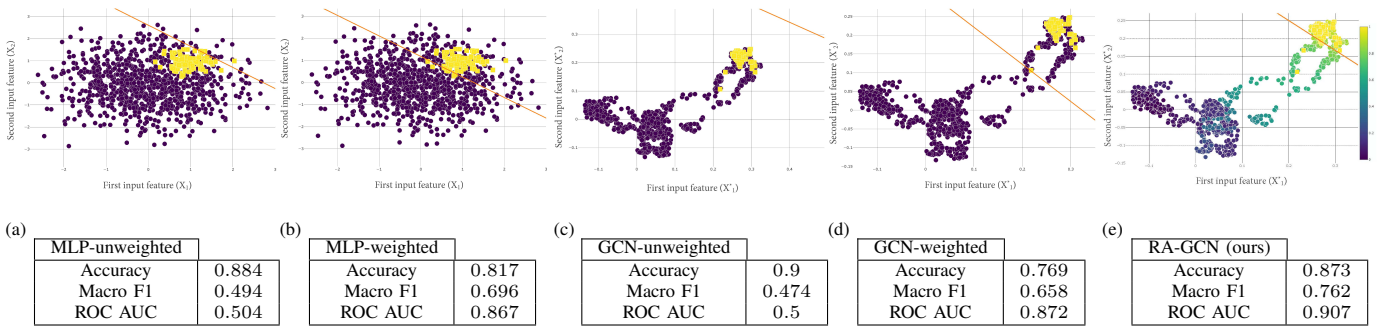 Second input feature (X2)
First input feature (X1)
Second input feature (X2)
First input feature (X1)
Second input feature (X*2)
First input feature (X*1)
Second input feature (X*2)
First input feature (X*1)
Second input feature (X*2)
First input feature (X*1)
(a)
MLP-unweighted
Accuracy 0.884
Macro F1 0.494
ROC AUC 0.504
(b)
MLP-weighted
Accuracy 0.817
Macro F1 0.696
ROC AUC 0.867
(c)
GCN-unweighted
Accuracy 0.9
Macro F1 0.474
ROC AUC 0.5
(d)
GCN-weighted
Accuracy 0.769
Macro F1 0.658
ROC AUC 0.872
(e)
RA-GCN (ours)
Accuracy 0.873
Macro F1 0.762
ROC AUC 0.907